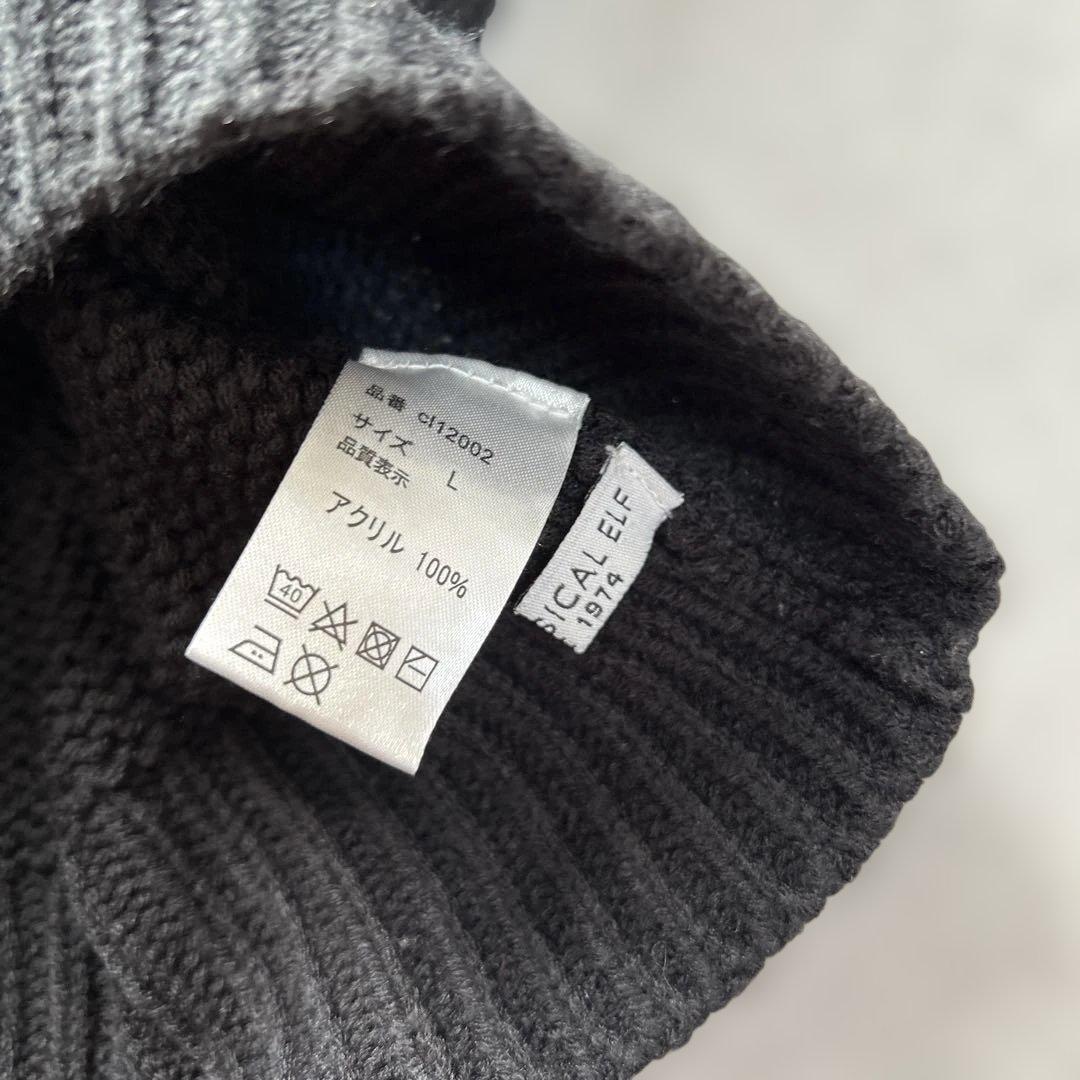 品番 cl12002
サイズ L
品質表示
アクリル 100%
40
SICAL ELF
1974